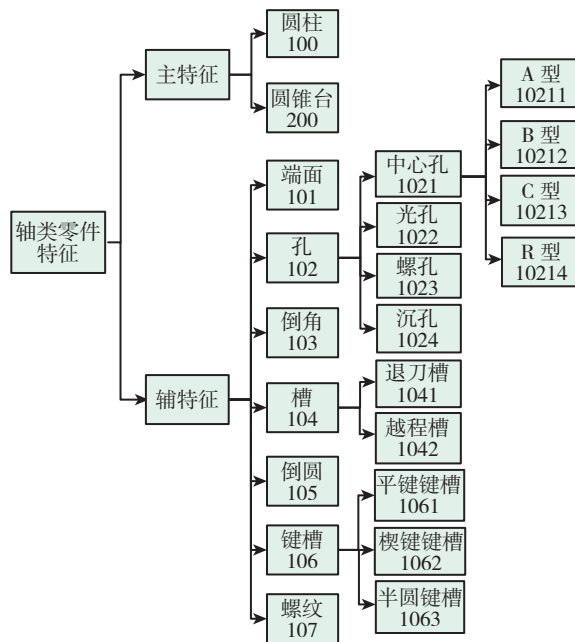 轴类零件
特征
主特征
圆柱
100
圆锥台
200
辅特征
端面
101
孔
102
中心孔
1021
A 型
10211
B 型
10212
C 型
10213
R 型
10214
光孔
1022
螺孔
1023
沉孔
1024
倒角
103
槽
104
退刀槽
1041
越程槽
1042
倒圆
105
键槽
106
平键键槽
1061
楔键键槽
1062
半圆键槽
1063
螺纹
107